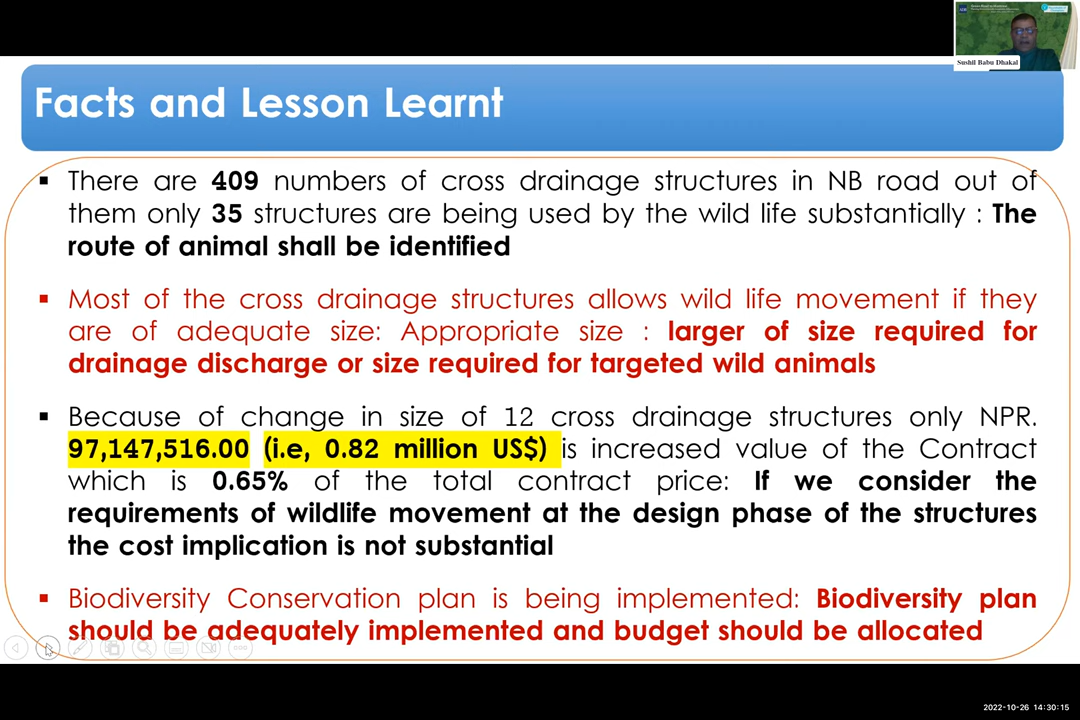 Sushil Babu Dhakal
Facts and Lesson Learnt
▪ There are 409 numbers of cross drainage structures in NB road out of
them only 35 structures are being used by the wild life substantially : The
route of animal shall be identified
▪ Most of the cross drainage structures allows wild life movement if they
are of adequate size: Appropriate size : larger of size required for
drainage discharge or size required for targeted wild animals
▪ Because of change in size of 12 cross drainage structures only NPR.
97,147,516.00 (i.e, 0.82 million US$) is increased value of the Contract
which is 0.65% of the total contract price: If we consider the
requirements of wildlife movement at the design phase of the structures
the cost implication is not substantial
▪ Biodiversity Conservation plan is being implemented: Biodiversity plan
should be adequately implemented and budget should be allocated
2022-10-26 14:30:15